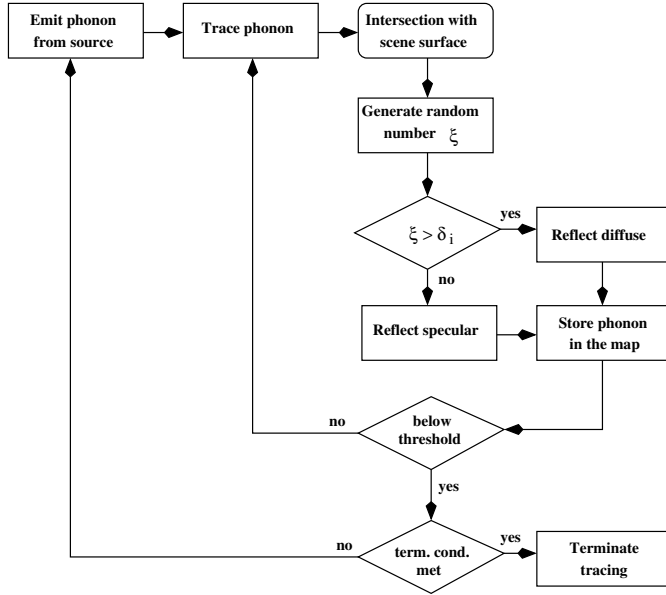 Emit phonon
from source
Trace phonon
Intersection with
scene surface
Generate random
number ξ
ξ > δ i
yes
Reflect diffuse
no
Reflect specular
Store phonon
in the map
no
below
threshold
yes
no
term. cond.
met
yes
Terminate
tracing